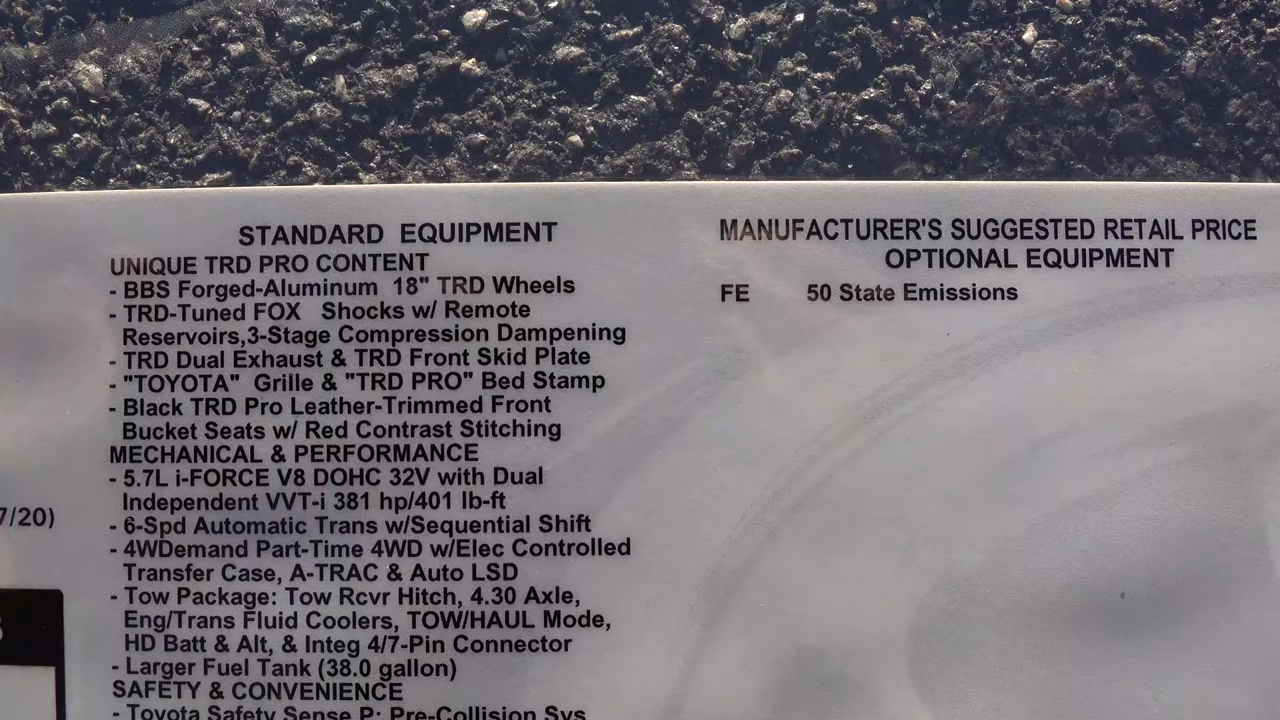 STANDARD EQUIPMENT
UNIQUE TRD PRO CONTENT
- BBS Forged-Aluminum 18" TRD Wheels
- TRD-Tuned FOX Shocks w/ Remote
Reservoirs,3-Stage Compression Dampening
- TRD Dual Exhaust & TRD Front Skid Plate
- "TOYOTA" Grille & "TRD PRO" Bed Stamp
- Black TRD Pro Leather-Trimmed Front
Bucket Seats w/ Red Contrast Stitching
MECHANICAL & PERFORMANCE
- 5.7L i-FORCE V8 DOHC 32V with Dual
Independent VVT-i 381 hp/401 lb-ft
- 6-Spd Automatic Trans w/Sequential Shift
- 4WDemand Part-Time 4WD w/Elec Controlled
Transfer Case, A-TRAC & Auto LSD
- Tow Package: Tow Rcvr Hitch, 4.30 Axle,
Eng/Trans Fluid Coolers, TOW/HAUL Mode,
HD Batt & Alt, & Integ 4/7-Pin Connector
- Larger Fuel Tank (38.0 gallon)
SAFETY & CONVENIENCE
- Toyota Safety Sense P: Pre-Collision Sys
MANUFACTURER'S SUGGESTED RETAIL PRICE
OPTIONAL EQUIPMENT
FE 50 State Emissions
7/20)